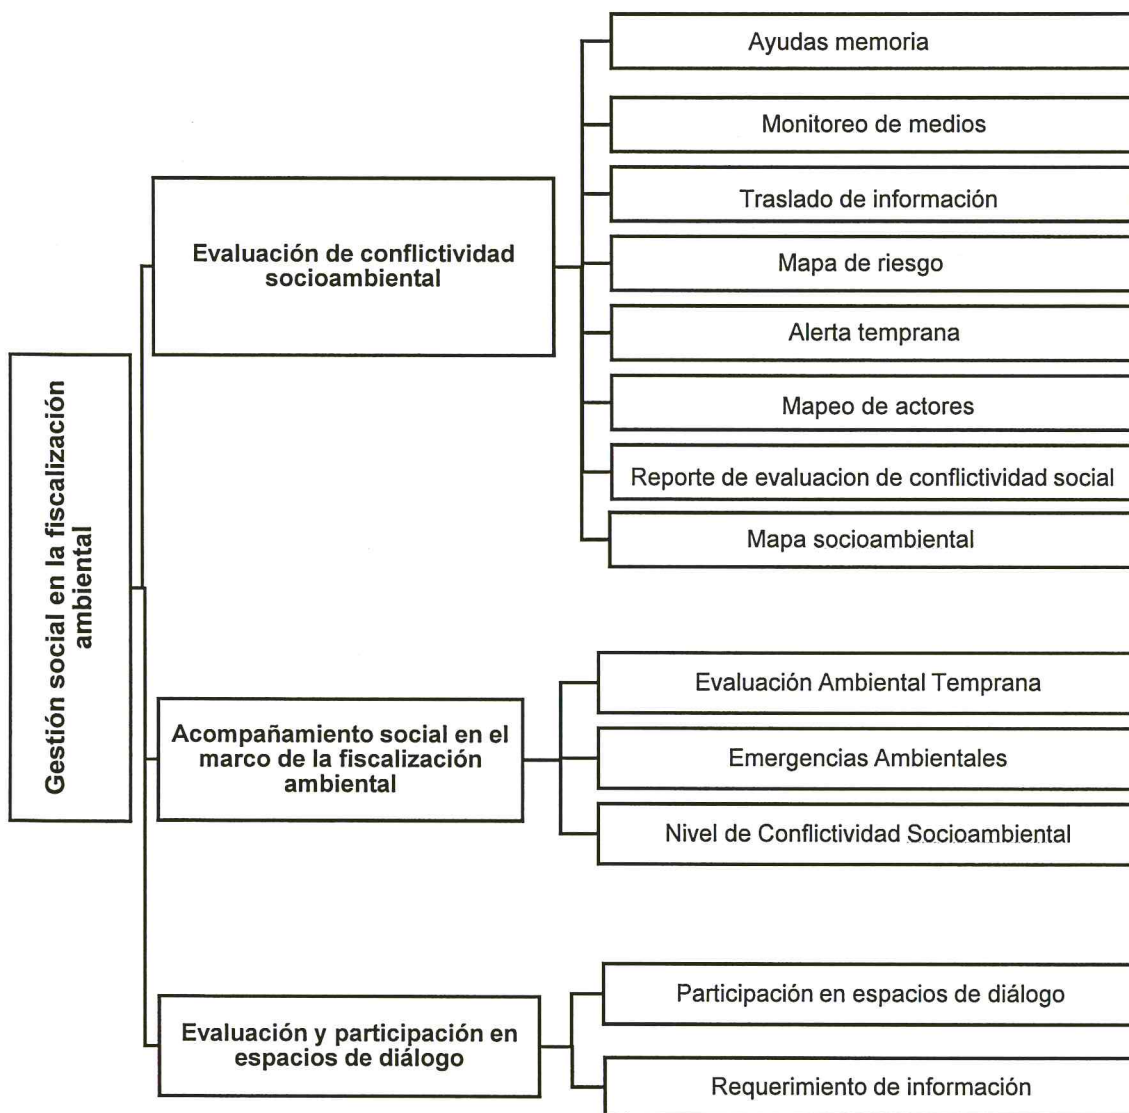 Gestión social en la fiscalización
ambiental
Evaluación de conflictividad
socioambiental
Ayudas memoria
Monitoreo de medios
Traslado de información
Mapa de riesgo
Alerta temprana
Mapeo de actores
Reporte de evaluacion de conflictividad social
Mapa socioambiental
Acompañamiento social en el
marco de la fiscalización
ambiental
Evaluación Ambiental Temprana
Emergencias Ambientales
Nivel de Conflictividad Socioambiental
Evaluación y participación en
espacios de diálogo
Participación en espacios de diálogo
Requerimiento de información